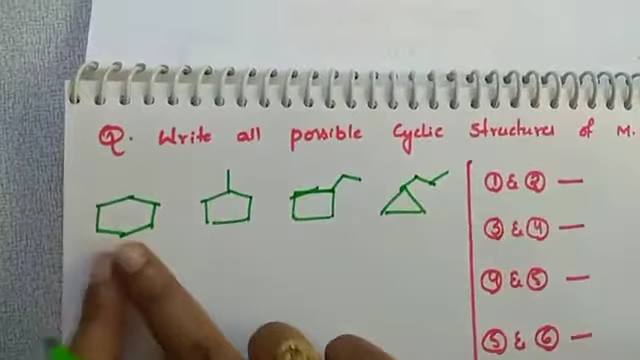 Q. Write all possible Cyclic Structures of M.
① & ② —
③ & ④ —
④ & ⑤ —
⑤ & ⑥ —